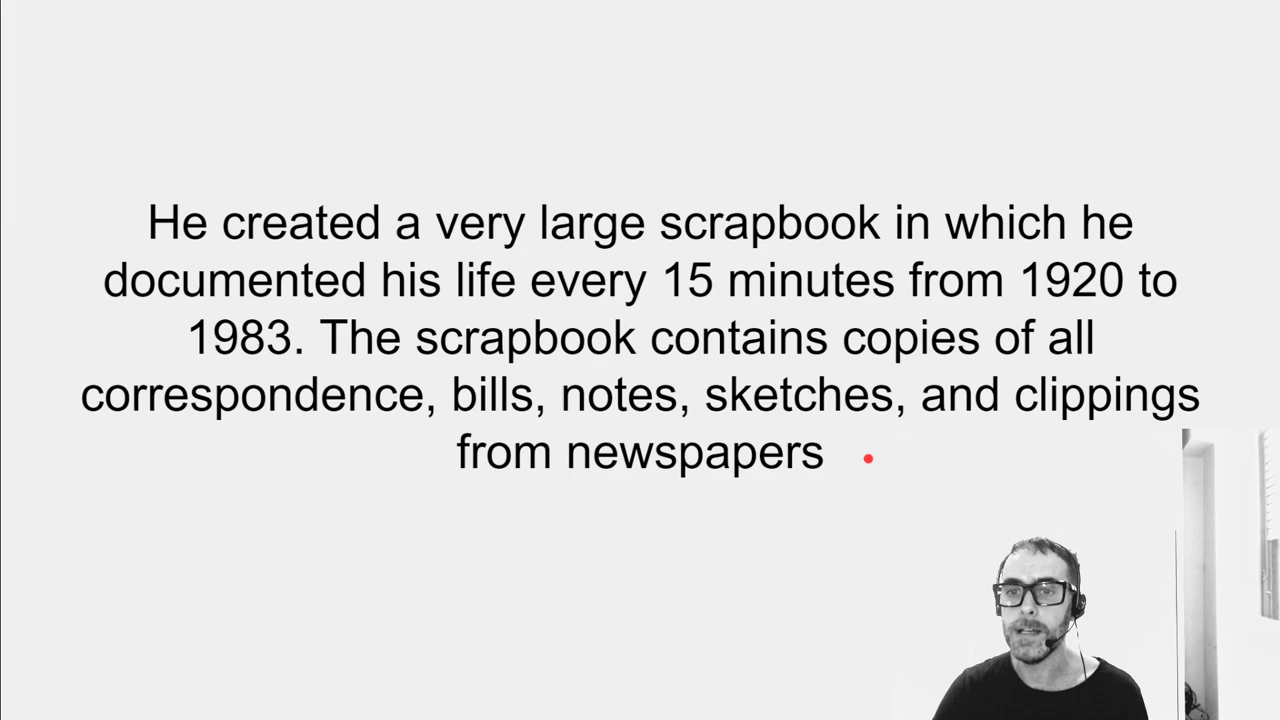 He created a very large scrapbook in which he
documented his life every 15 minutes from 1920 to
1983. The scrapbook contains copies of all
correspondence, bills, notes, sketches, and clippings
from newspapers